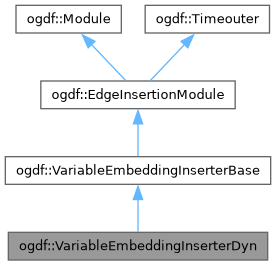 ogdf::Module
ogdf::Timeouter
ogdf::EdgeInsertionModule
ogdf::VariableEmbeddingInserterBase
ogdf::VariableEmbeddingInserterDyn